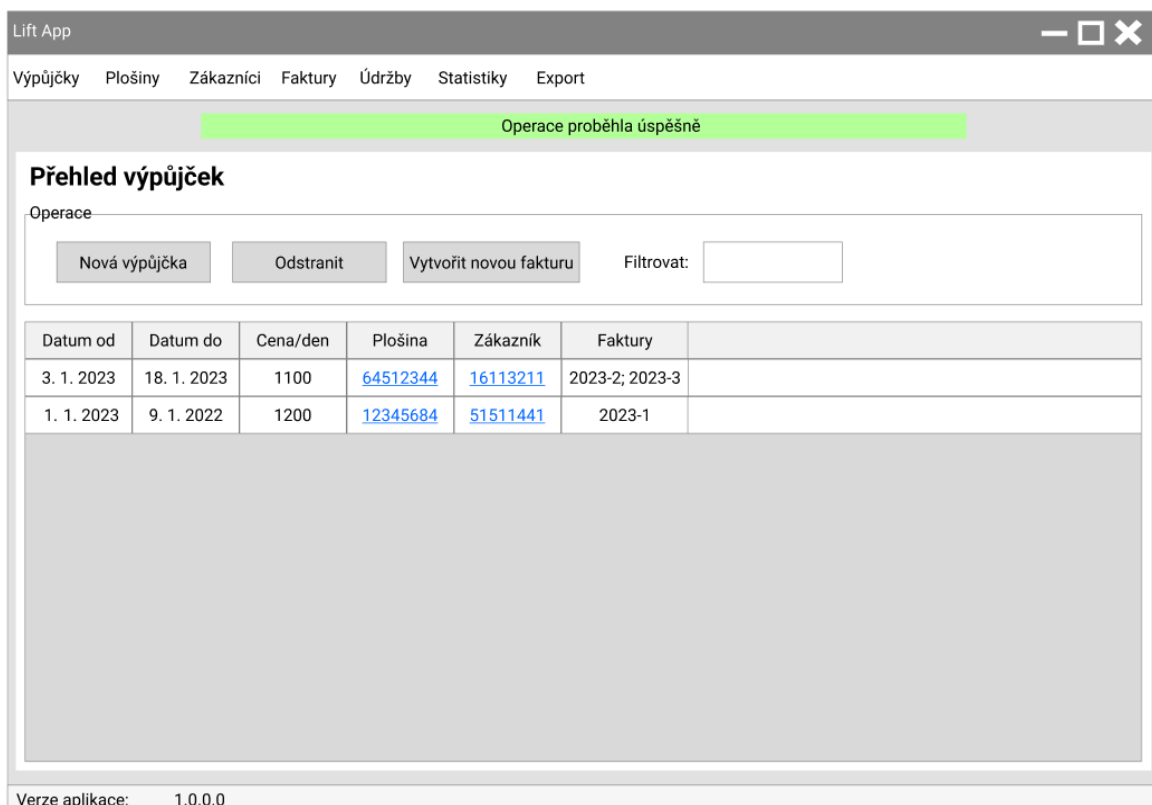 Lift App
Výpůjčky Plošiny Zákazníci Faktury Údržby Statistiky Export
Operace proběhla úspěšně
Přehled výpůjček
Operace
Nová výpůjčka Odstranit Vytvořit novou fakturu Filtrovat:
Datum od Datum do Cena/den Plošina Zákazník Faktury
3. 1. 2023 18. 1. 2023 1100 64512344 16113211 2023-2; 2023-3
1. 1. 2023 9. 1. 2022 1200 12345684 51511441 2023-1
Verze aplikace: 1.0.0.0